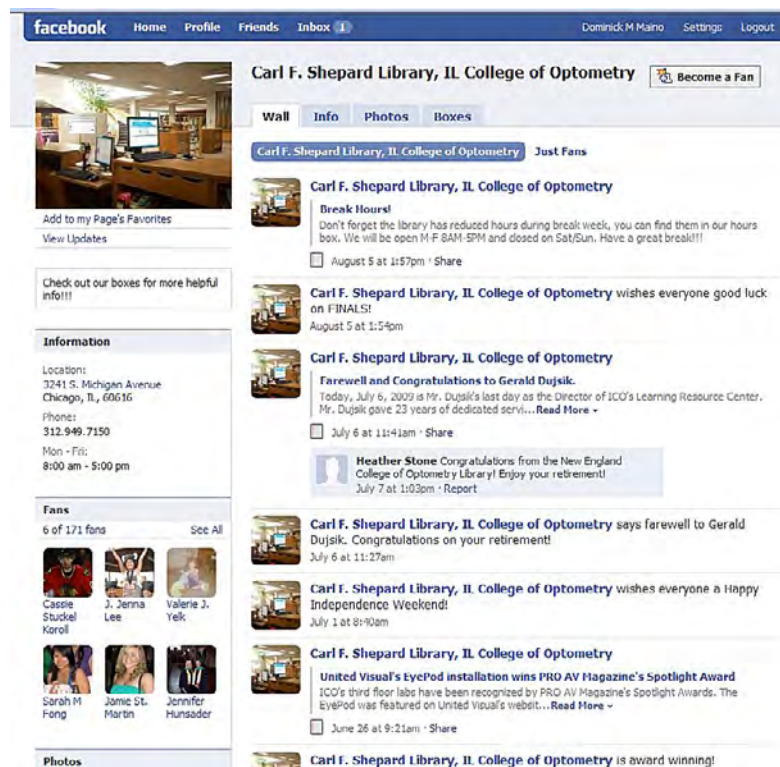 facebook Home Profile Friends Inbox 1 Dominick M Maino Settings Logout
Carl F. Shepard Library, IL College of Optometry Become a Fan
Wall Info Photos Boxes
Carl F. Shepard Library, IL College of Optometry Just Fans
Add to my Page's Favorites
View Updates
Check out our boxes for more helpful
info!!!
Information
Location:
3241 S. Michigan Avenue
Chicago, IL, 60616
Phone:
312.949.7150
Mon - Fri:
8:00 am - 5:00 pm
Fans
6 of 171 fans See All
Cassie
Stuckel
Koroll
J. Jenna
Lee
Valerie J.
Yelk
Sarah M
Fong
Jamie St.
Martin
Jennifer
Hunsader
Photos
Carl F. Shepard Library, IL College of Optometry
Break Hours!
Don't forget the library has reduced hours during break week, you can find them in our hours
box. We will be open M-F 8AM-5PM and closed on Sat/Sun. Have a great break!!!
August 5 at 1:57pm · Share
Carl F. Shepard Library, IL College of Optometry wishes everyone good luck
on FINALS!
August 5 at 1:54pm
Carl F. Shepard Library, IL College of Optometry
Farewell and Congratulations to Gerald Dujsik.
Today, July 6, 2009 is Mr. Dujsik's last day as the Director of ICO's Learning Resource Center.
Mr. Dujsik gave 23 years of dedicated servi...Read More
July 6 at 11:41am · Share
Heather Stone Congratulations from the New England
College of Optometry Library! Enjoy your retirement!
July 7 at 1:03pm · Report
Carl F. Shepard Library, IL College of Optometry says farewell to Gerald
Dujsik. Congratulations on your retirement!
July 6 at 11:27am
Carl F. Shepard Library, IL College of Optometry wishes everyone a Happy
Independence Weekend!
July 1 at 8:40am
Carl F. Shepard Library, IL College of Optometry
United Visual's EyePod installation wins PRO AV Magazine's Spotlight Award
ICO's third floor labs have been recognized by PRO AV Magazine's Spotlight Awards. The
EyePod was featured on United Visual's websit...Read More
June 26 at 9:21am · Share
Carl F. Shepard Library, IL College of Optometry is award winning!